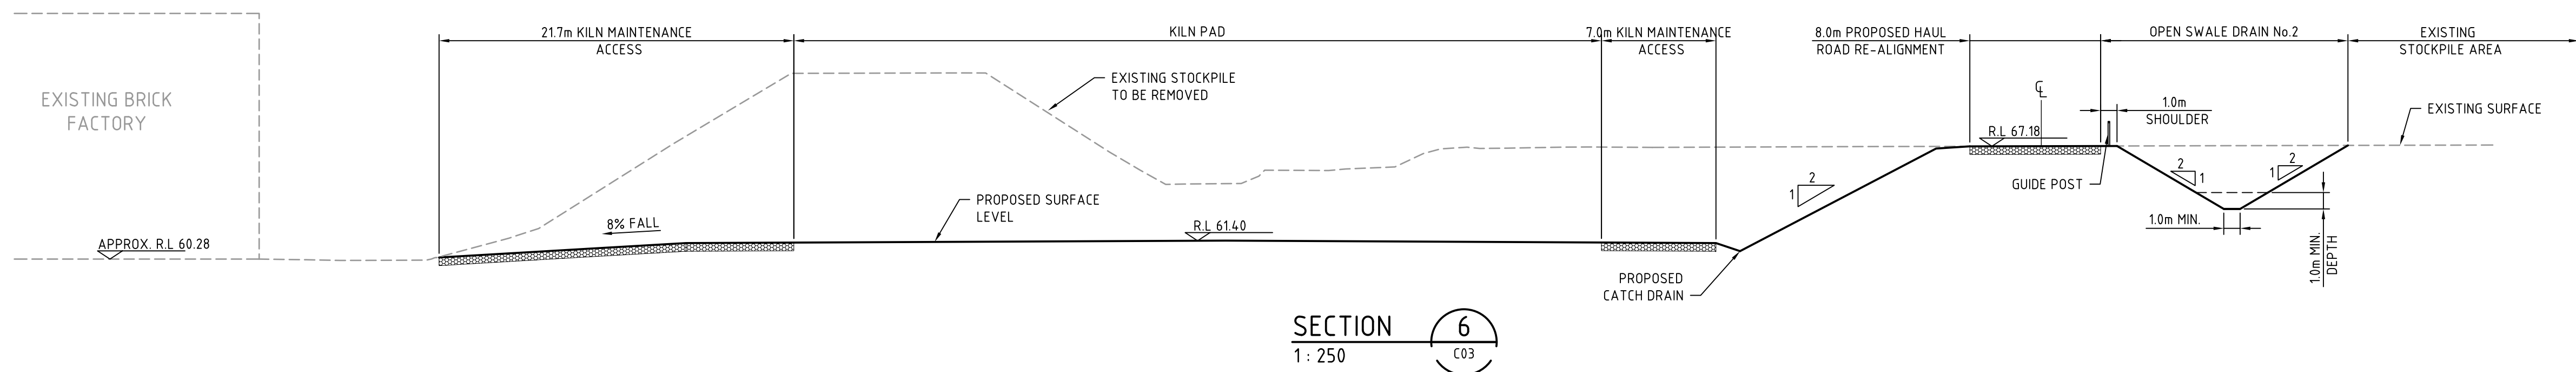 21.7m KILN MAINTENANCE
ACCESS
KILN PAD
7.0m KILN MAINTENANCE
ACCESS
8.0m PROPOSED HAUL
ROAD RE-ALIGNMENT
OPEN SWALE DRAIN No.2
EXISTING
STOCKPILE AREA
EXISTING BRICK
FACTORY
EXISTING STOCKPILE
TO BE REMOVED
℄
1.0m
SHOULDER
EXISTING SURFACE
R.L 67.18
2
1
GUIDE POST
2
1
2
1
PROPOSED SURFACE
LEVEL
8% FALL
R.L 61.40
APPROX. R.L 60.28
1.0m MIN.
1.0m MIN.
DEPTH
PROPOSED
CATCH DRAIN
SECTION
6
1 : 250
C03